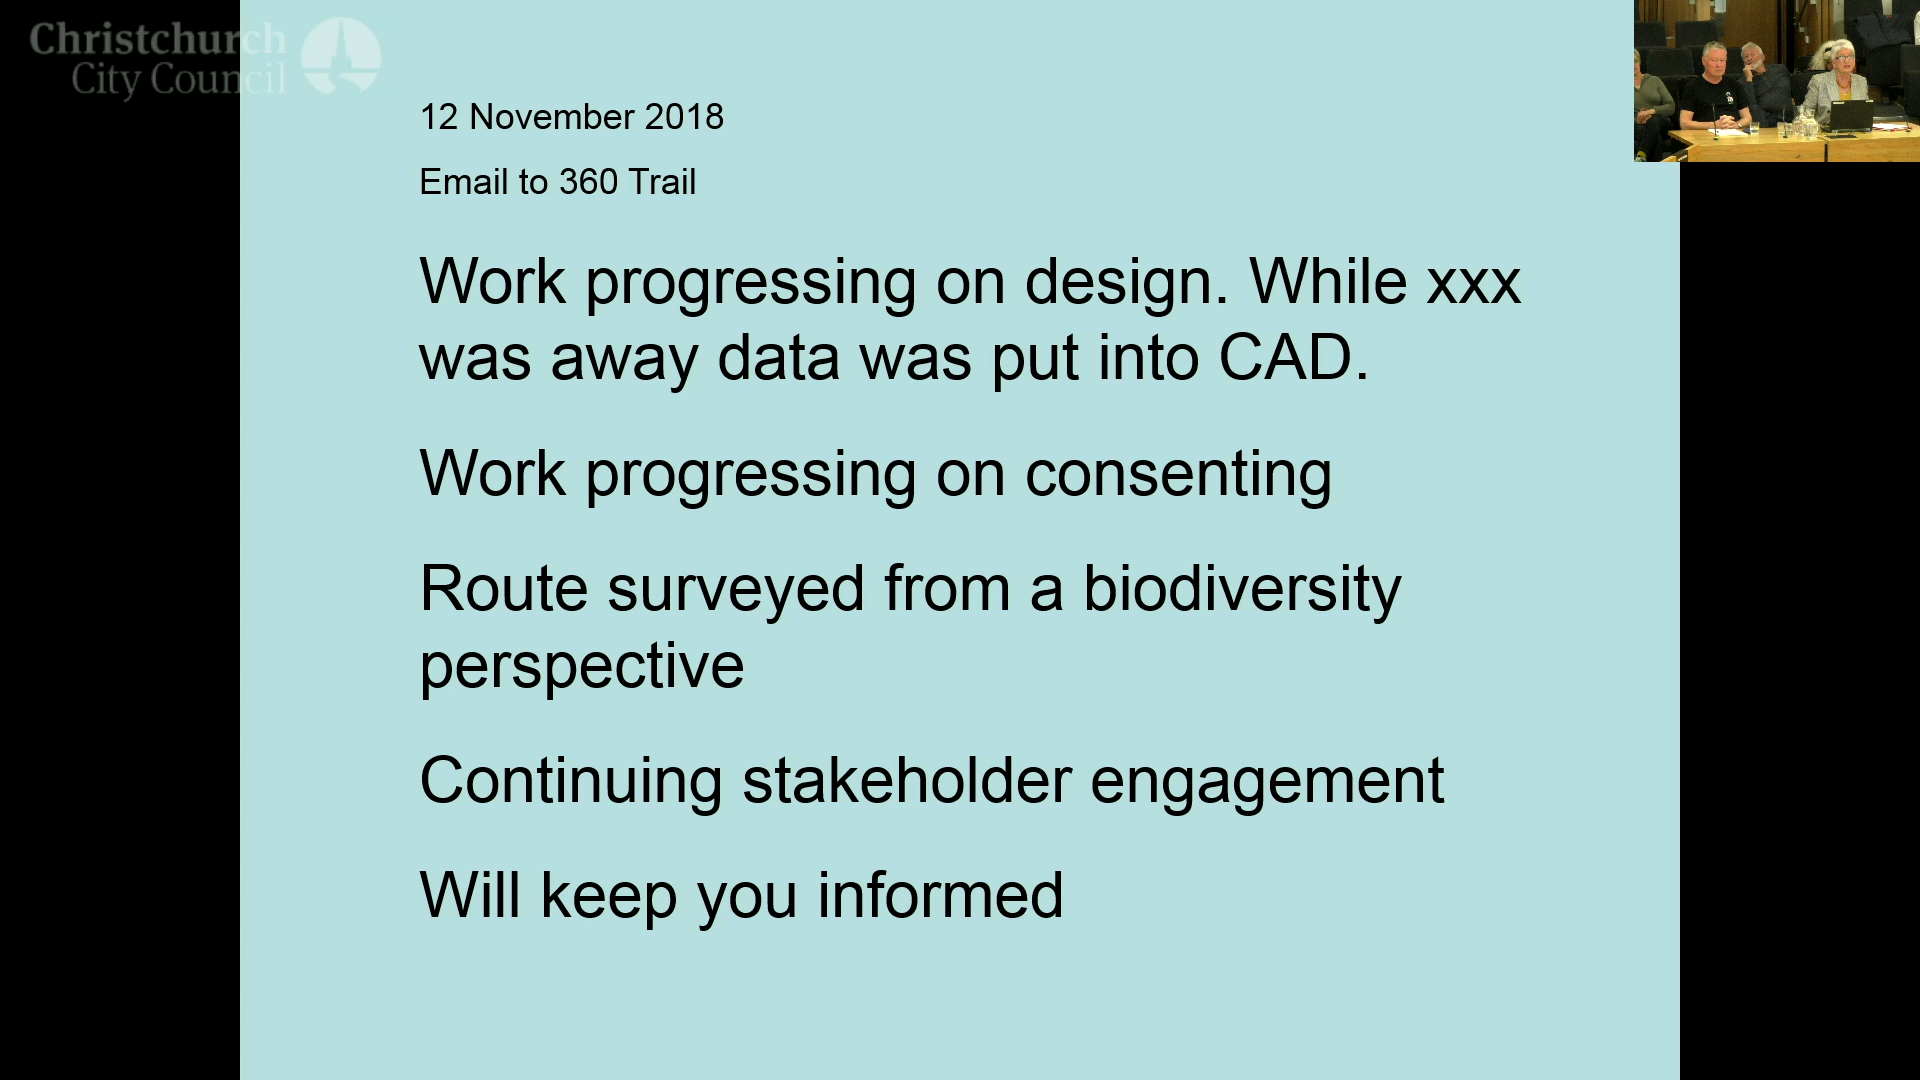 Christchurch
City Council
12 November 2018
Email to 360 Trail
Work progressing on design. While xxx
was away data was put into CAD.
Work progressing on consenting
Route surveyed from a biodiversity
perspective
Continuing stakeholder engagement
Will keep you informed